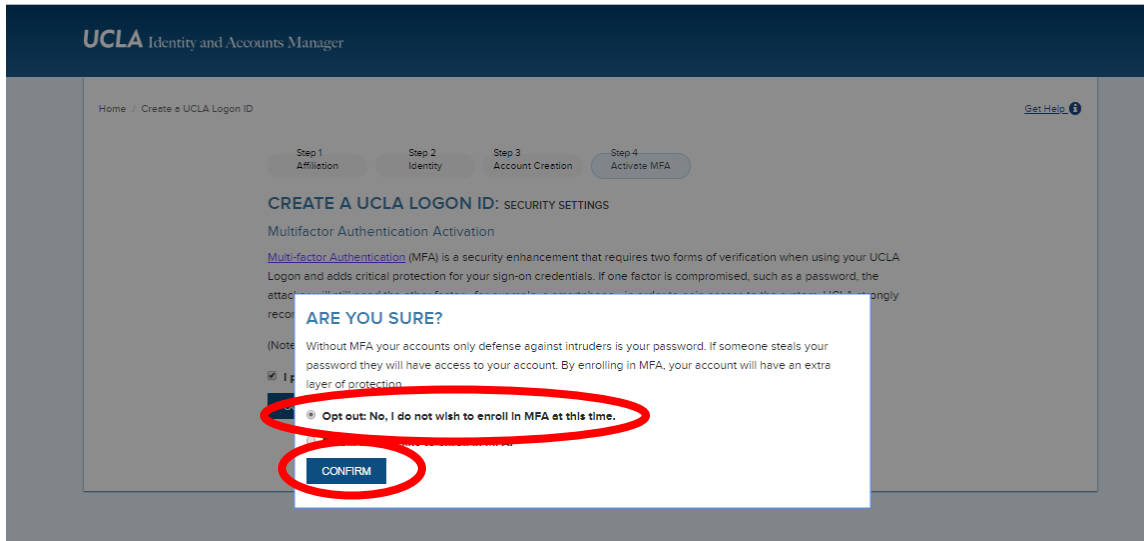 UCLA Identity and Accounts Manager
Home / Create a UCLA Logon ID
Get Help
Step 1 Step 2 Step 3 Step 4
Affiliation Identity Account Creation Activate MFA
CREATE A UCLA LOGON ID: SECURITY SETTINGS
Multifactor Authentication Activation
Multi-factor Authentication (MFA) is a security enhancement that requires two forms of verification when using your UCLA
Logon and adds critical protection for your sign-on credentials. If one factor is compromised, such as a password, the
ARE YOU SURE?
(Note
Without MFA your accounts only defense against intruders is your password. If someone steals your
password they will have access to your account. By enrolling in MFA, your account will have an extra
layer of protection
Opt out: No, I do not wish to enroll in MFA at this time.
CONFIRM